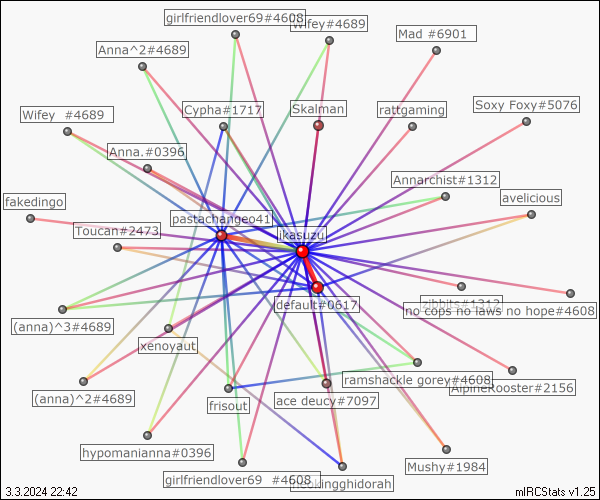 girlfriendlover69#4608
Wifey#4689
Mad #6901
Anna^2#4689
Cypha#1717
Skalman
rattgaming
Soxy Foxy#5076
Wifey  #4689
Anna.#0396
Annarchist#1312
avelicious
fakedingo
pastachangeo41
Toucan#2473
ikasuzu
default#0617
zibbits#1312
no cops no laws no hope#4608
(anna)^3#4689
xenoyaut
ramshackle gorey#4608
AlpineRooster#2156
(anna)^2#4689
frisout
ace deucy#7097
hypomanianna#0396
girlfriendlover69  #4608
Mushy#1984
3.3.2024 22:42
mIRCStats v1.25